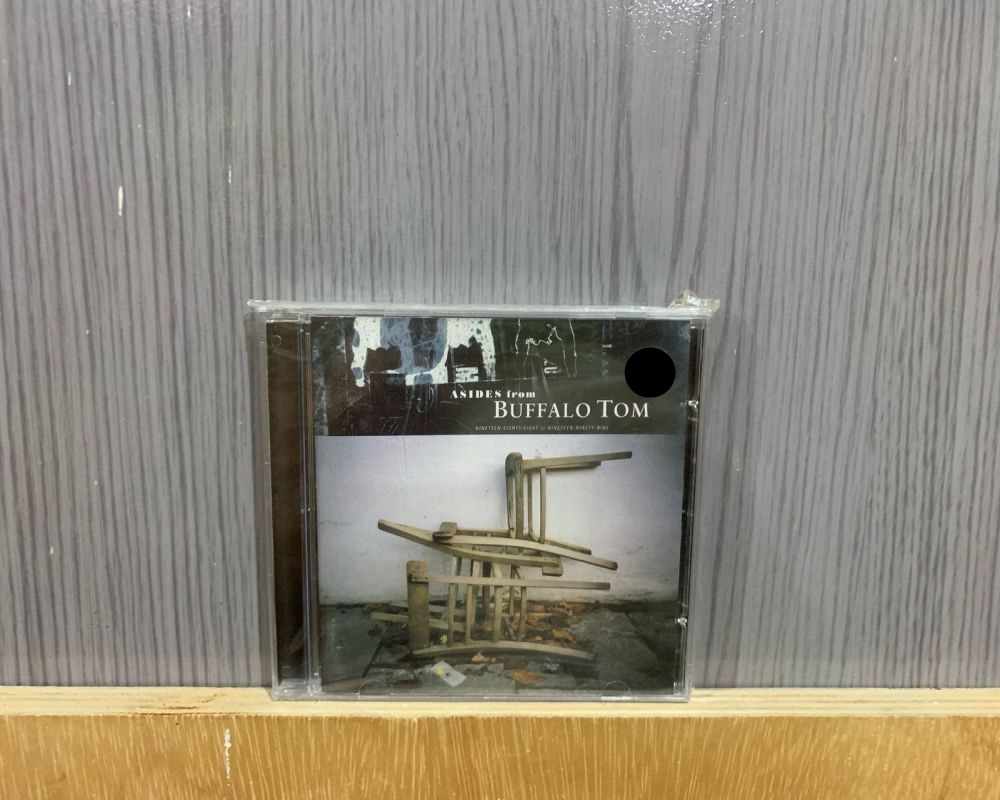 ASIDES from
BUFFALO TOM
NINETEEN·EIGHTY·EIGHT to NINETEEN·NINETY·NINE